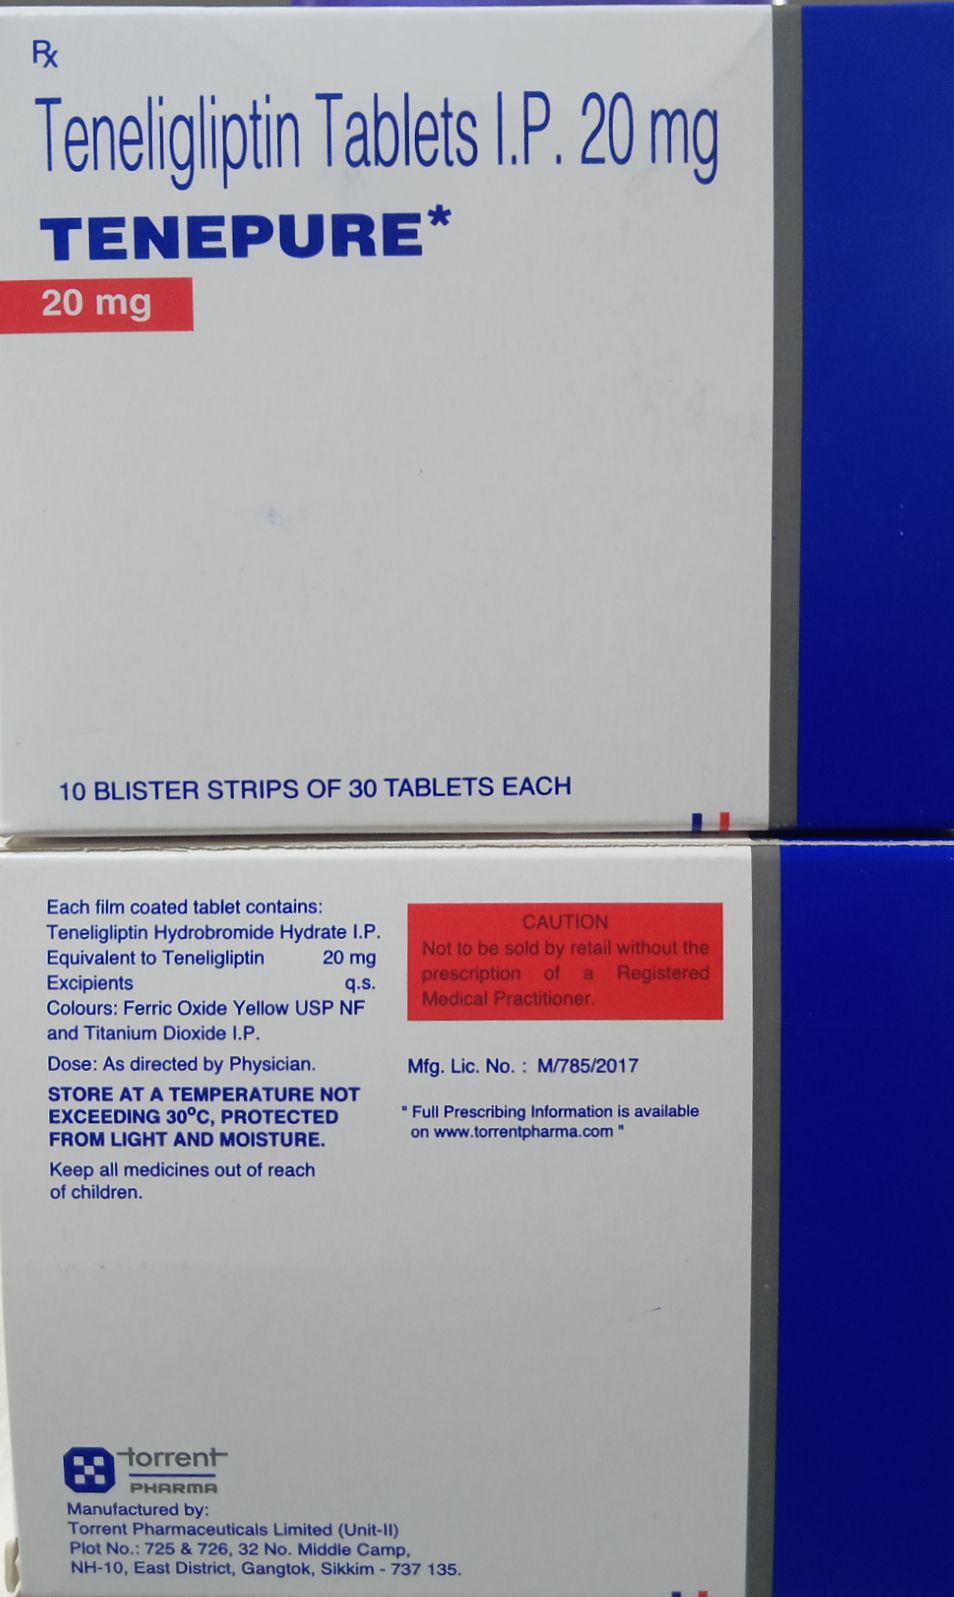 Rx
Teneligliptin Tablets I.P. 20 mg
TENEPURE*
20 mg
10 BLISTER STRIPS OF 30 TABLETS EACH
Each film coated tablet contains:
Teneligliptin Hydrobromide Hydrate I.P.
Equivalent to Teneligliptin 20 mg
Excipients q.s.
Colours: Ferric Oxide Yellow USP NF
and Titanium Dioxide I.P.
Dose: As directed by Physician.
STORE AT A TEMPERATURE NOT
EXCEEDING 30ºC, PROTECTED
FROM LIGHT AND MOISTURE.
Keep all medicines out of reach
of children.
CAUTION
Not to be sold by retail without the
prescription of a Registered
Medical Practitioner.
Mfg. Lic. No. : M/785/2017
" Full Prescribing Information is available
on www.torrentpharma.com "
torrent
PHARMA
Manufactured by:
Torrent Pharmaceuticals Limited (Unit-II)
Plot No.: 725 & 726, 32 No. Middle Camp,
NH-10, East District, Gangtok, Sikkim - 737 135.